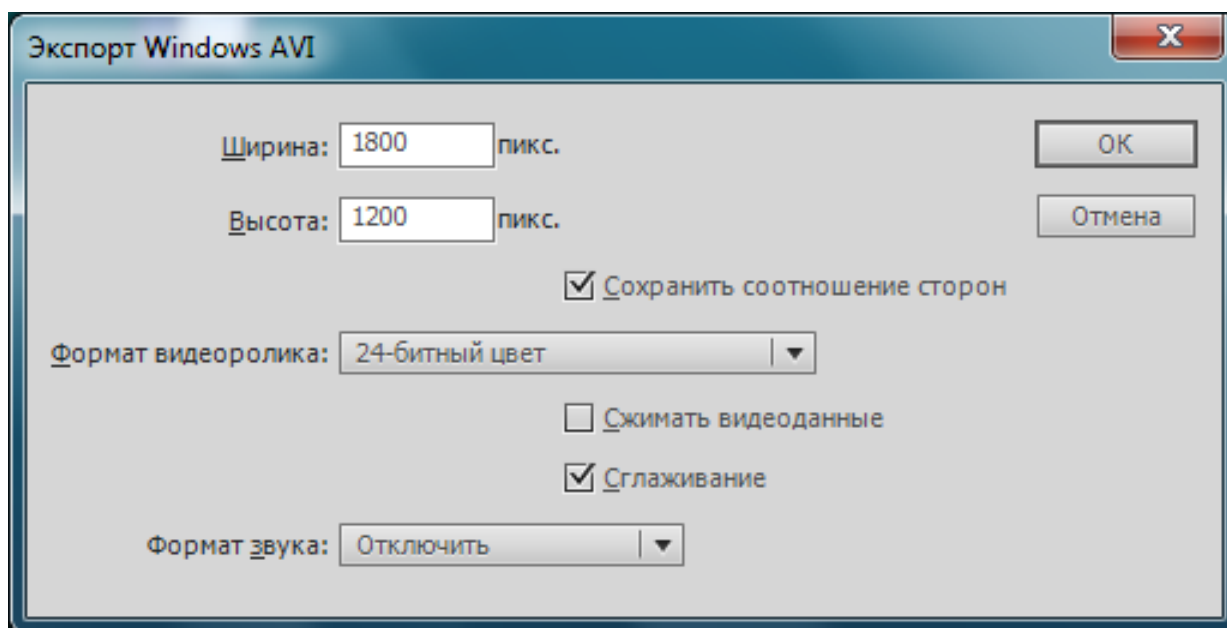 Экспорт Windows AVI
Ширина: 1800 пикс. ОК
Высота: 1200 пикс. Отмена
Сохранить соотношение сторон
Формат видеоролика: 24-битный цвет
Сжимать видеоданные
Сглаживание
Формат звука: Отключить